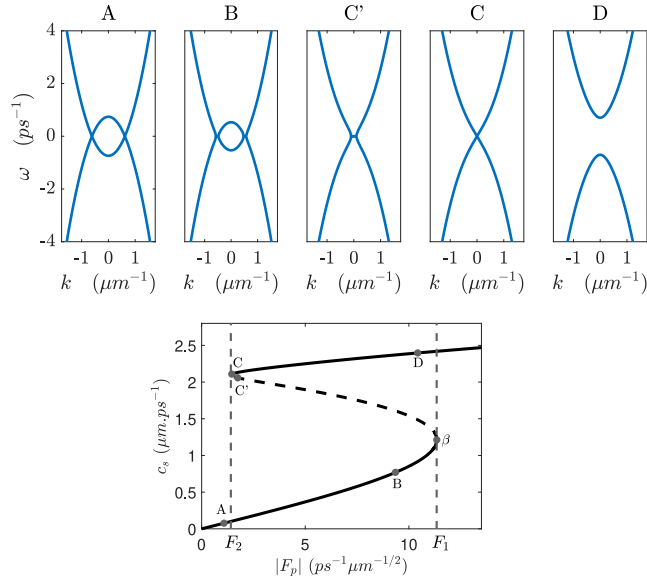 A B C' C D
4
2
0
-2
-4
ω (ps⁻¹)
-1 0 1 -1 0 1 -1 0 1 -1 0 1 -1 0 1
k (μm⁻¹) k (μm⁻¹) k (μm⁻¹) k (μm⁻¹) k (μm⁻¹)
2.5
2
1.5
1
0.5
0
c_s (μm.ps⁻¹)
C
C'
D
β
B
A
0 F₂ 5 10 F₁
|F_p| (ps⁻¹μm⁻¹/²)